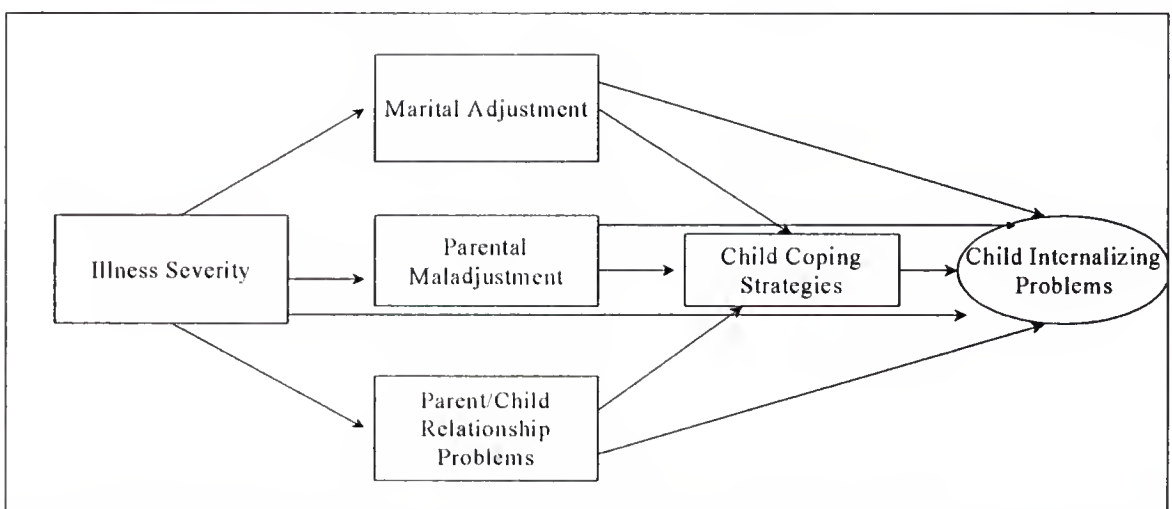 Marital Adjustment
Illness Severity
Parental
Maladjustment
Child Coping
Strategies
Child Internalizing
Problems
Parent/Child
Relationship
Problems